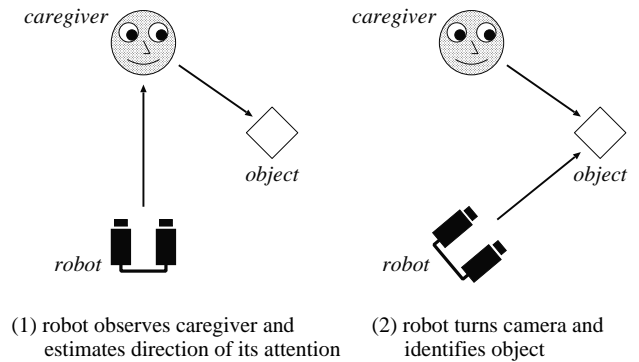 caregiver
object
robot
(1) robot observes caregiver and
estimates direction of its attention
caregiver
object
robot
(2) robot turns camera and
identifies object